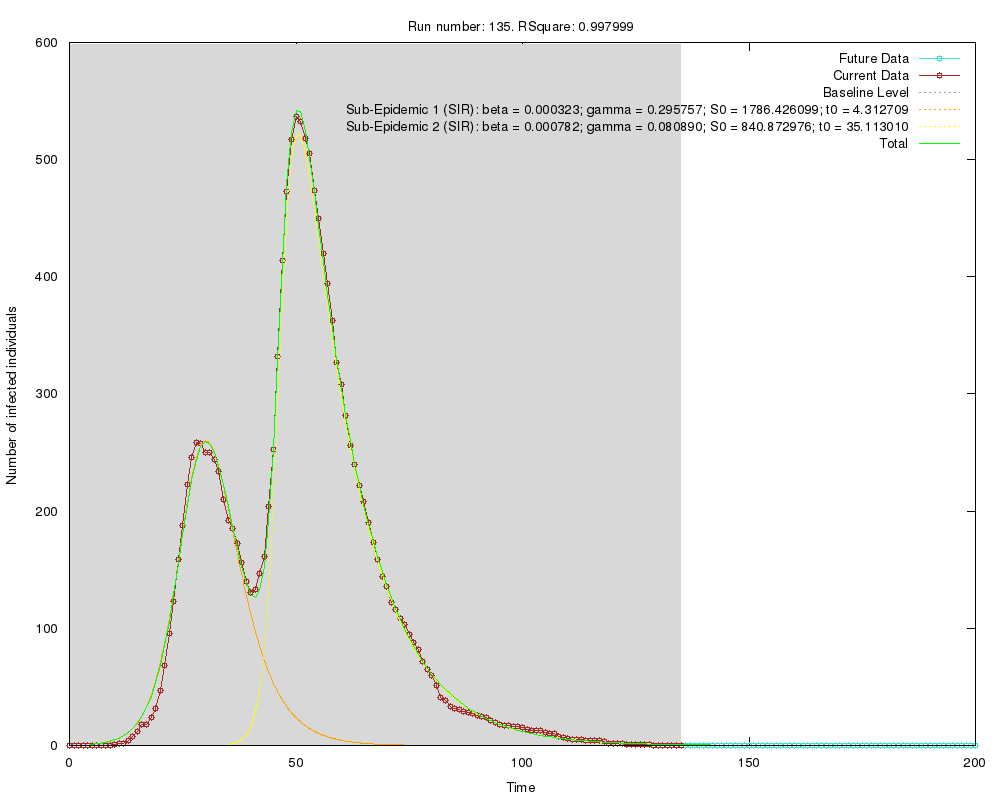 Run number: 135. RSquare: 0.997999
600
500
400
300
200
100
0
Number of infected individuals
Future Data
Current Data
Baseline Level
Sub-Epidemic 1 (SIR): beta = 0.000323; gamma = 0.295757; S0 = 1786.426099; t0 = 4.312709
Sub-Epidemic 2 (SIR): beta = 0.000782; gamma = 0.080890; S0 = 840.872976; t0 = 35.113010
Total
0
50
100
150
200
Time